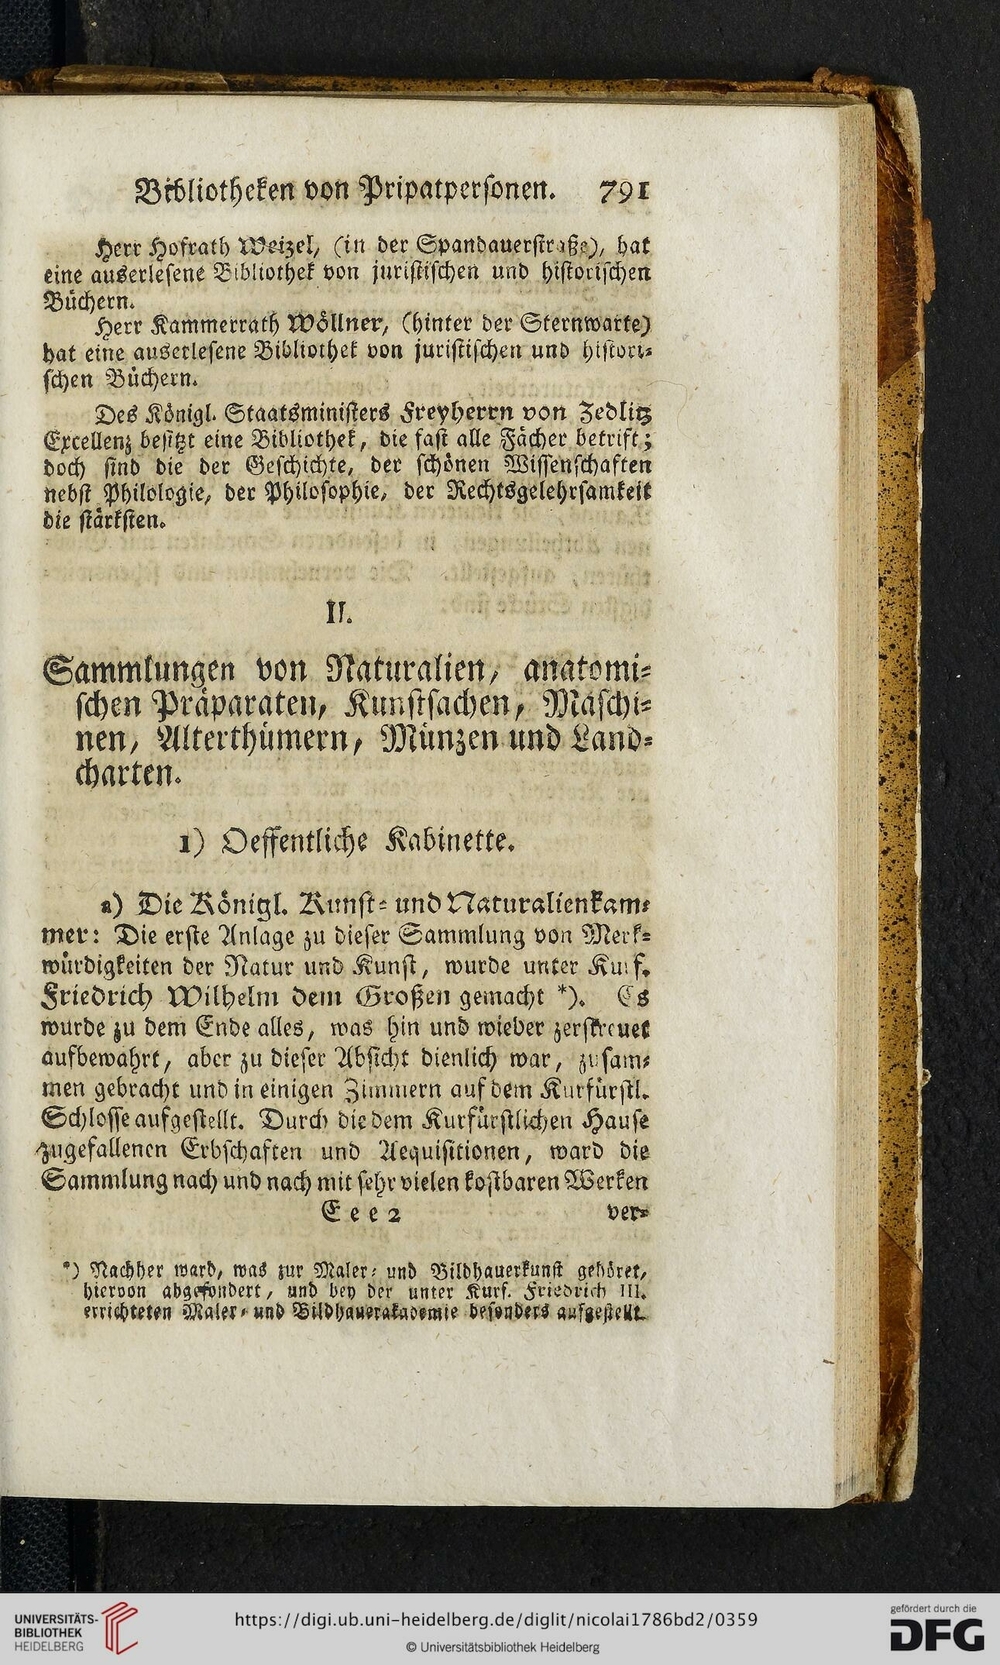 Bibliotheken von Pripatpersonen. 791
Herr Hofrath Weizel, (in der Spandauerstraße), hat
eine auserlesene Bibliothek von juristischen und historischen
Büchern.
Herr Kammerrath Wöllner, (hinter der Sternwarte)
hat eine auserlesene Bibliothek von juristischen und histori-
schen Büchern.
Des Königl. Staatsministers Freyherrn von Zedlitz
Excellenz besitzt eine Bibliothek, die fast alle Fächer betrift;
doch sind die der Geschichte, der schönen Wissenschaften
nebst Philologie, der Philosophie, der Rechtsgelehrsamkeit
die stärksten.
II.
Sammlungen von Naturalien, anatomi-
schen Präparaten, Kunstsachen, Maschi-
nen, Alterthümern, Münzen und Land-
charten.
1) Oeffentliche Kabinette.
a) Die Königl. Kunst- und Naturalienkam-
mer: Die erste Anlage zu dieser Sammlung von Merk-
würdigkeiten der Natur und Kunst, wurde unter Kurf.
Friedrich Wilhelm dem Großen gemacht *). Es
wurde zu dem Ende alles, was hin und wieder zerstreuet
aufbewahrt, aber zu dieser Absicht dienlich war, zusam-
men gebracht und in einigen Zimmern auf dem Kurfürstl.
Schlosse aufgestellt. Durch die dem Kurfürstlichen Hause
zugefallenen Erbschaften und Aequisitionen, ward die
Sammlung nach und nach mit sehr vielen kostbaren Werken
Eee 2 ver-
*) Nachher ward, was zur Maler- und Bildhauerkunst gehöret,
hiervon abgesondert, und bey der unter Kurf. Friedrich III.
errichteten Maler- und Bildhauerakademie besonders aufgestellt.
UNIVERSITÄTS-
BIBLIOTHEK
HEIDELBERG
https://digi.ub.uni-heidelberg.de/diglit/nicolai1786bd2/0359
© Universitätsbibliothek Heidelberg
gefördert durch die
DFG